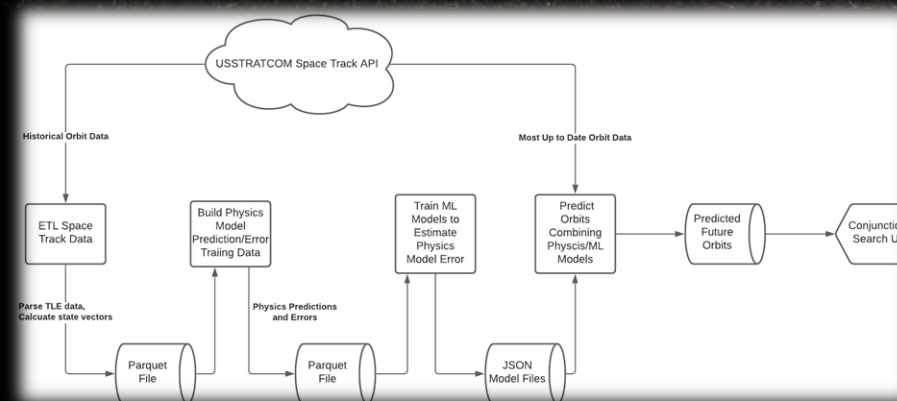 USSTRATCOM Space Track API
Historical Orbit Data
Most Up to Date Orbit Data
ETL Space
Track Data
Build Physics
Model
Prediction/Error
Traiing Data
Train ML
Models to
Estimate
Physics
Model Error
Predict
Orbits
Combining
Physcis/ML
Models
Predicted
Future
Orbits
Search
Parse TLE data,
Calcuate state vectors
Physics Predictions
and Errors
Parquet
File
Parquet
File
JSON
Model Files